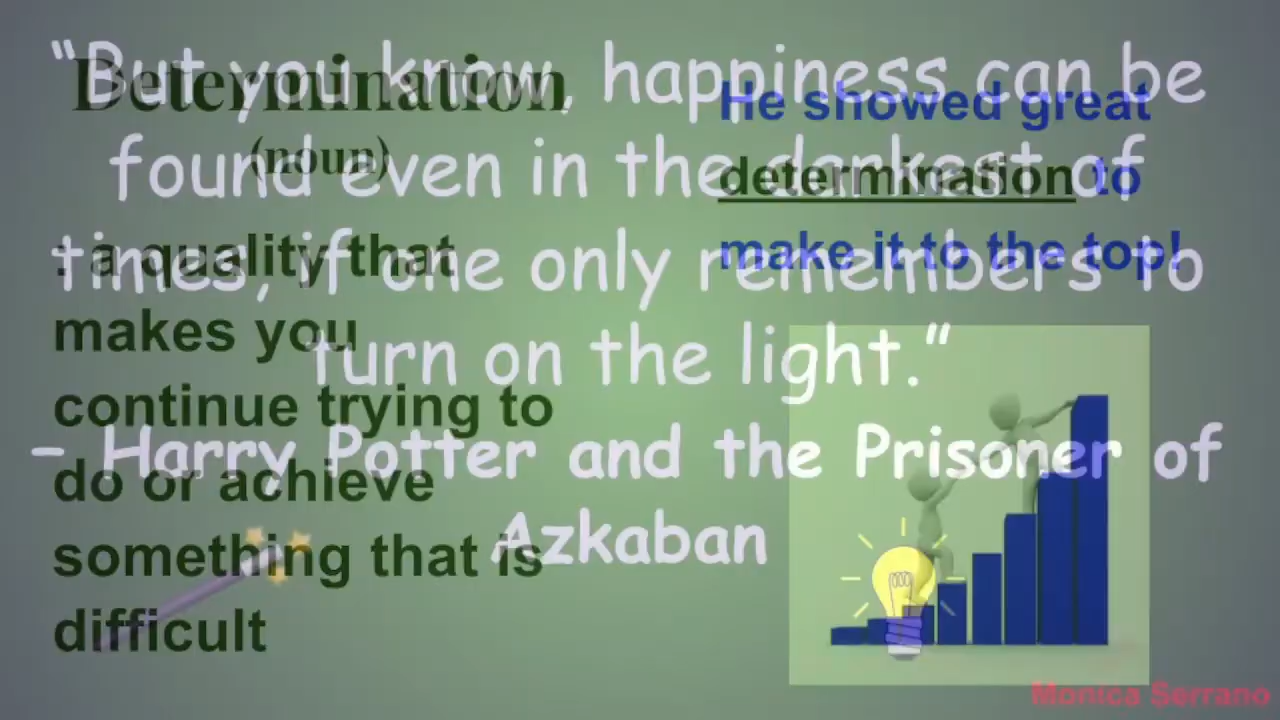 “But you know, happiness can be
found even in the darkest of
times, if one only remembers to
turn on the light.”
– Harry Potter and the Prisoner of
Azkaban
Determination
(noun)
: a quality that
makes you
continue trying to
do or achieve
something that is
difficult
He showed great
determination to
make it to the top!
Monica Serrano